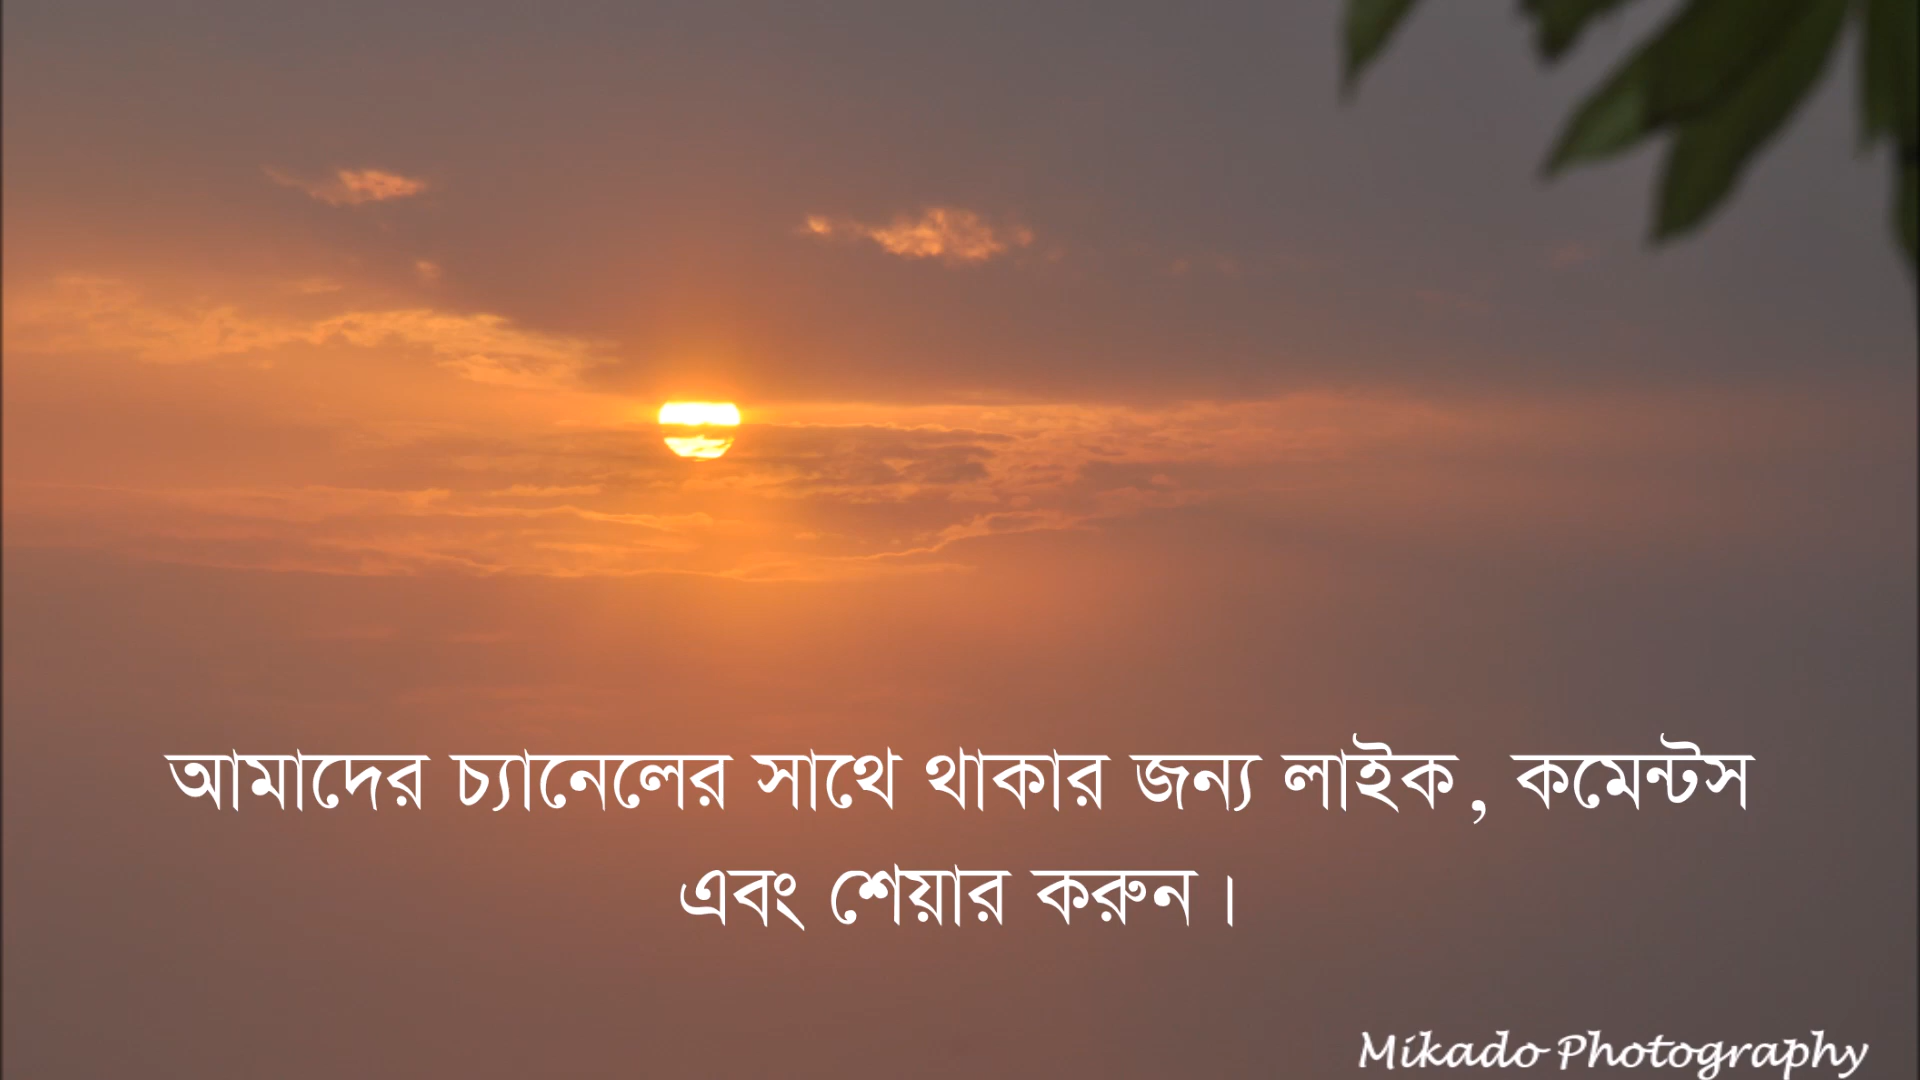 আমাদের চ্যানেলের সাথে থাকার জন্য লাইক, কমেন্টস
এবং শেয়ার করুন।
Mikado Photography